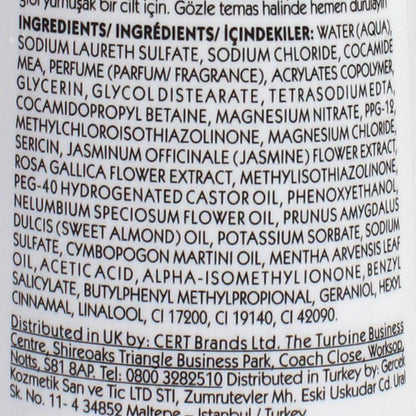 gibi yumuşak bir cilt için. Gözle temas halinde hemen durulayın
INGREDIENTS/ INGRÉDIENTS/ İÇINDEKILER: WATER (AQUA),
SODIUM LAURETH SULFATE, SODIUM CHLORIDE, COCAMIDE
MEA, PERFUME (PARFUM/ FRAGRANCE), ACRYLATES COPOLYMER,
GLYCERIN, GLYCOL DISTEARATE, TETRASODIUM EDTA,
COCAMIDOPROPYL BETAINE, MAGNESIUM NITRATE, PPG-12,
METHYLCHLOROISOTHIAZOLINONE, MAGNESIUM CHLORIDE,
SERICIN, JASMINUM OFFICINALE (JASMINE) FLOWER EXTRACT,
ROSA GALLICA FLOWER EXTRACT, METHYLISOTHIAZOLINONE,
PEG-40 HYDROGENATED CASTOR OIL, PHENOXYETHANOL,
NELUMBIUM SPECIOSUM FLOWER OIL, PRUNUS AMYGDALUS
DULCIS (SWEET ALMOND) OIL, POTASSIUM SORBATE, SODIUM
SULFATE, CYMBOPOGON MARTINI OIL, MENTHA ARVENSIS LEAF
OIL, ACETIC ACID, ALPHA-ISOMETHYL IONONE, BENZYL
SALICYLATE, BUTYLPHENYL METHYLPROPIONAL, GERANIOL, HEXYL
CINNAMAL, LINALOOL, CI 17200, CI 19140, CI 42090.
Distributed in UK by: CERT Brands Ltd. The Turbine Business
Centre, Shireoaks Triangle Business Park, Coach Close, Worksop,
Notts, S81 8AP. Tel: 0800 3282510 Distributed in Turkey by: Gercek
Kozmetik San ve Tic LTD STI, Zumrutevler Mh. Eski Uskudar Cd. Ural
Sk. No. 11- 4 34852 Maltepe - Istanbul / Turkey